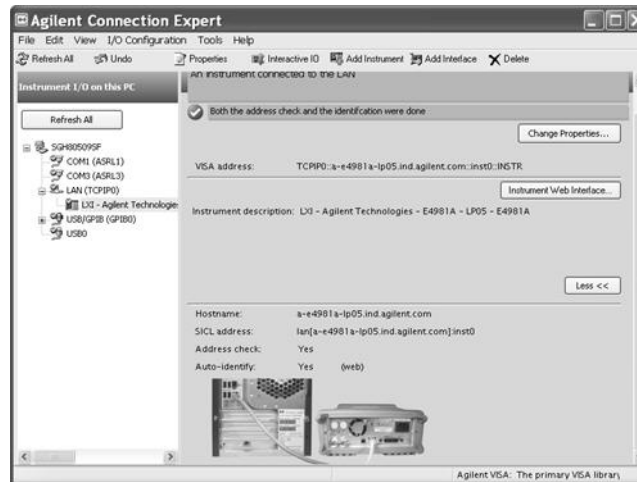 Agilent Connection Expert
File Edit View I/O Configuration Tools Help
Refresh All Undo Properties Interactive IO Add Instrument Add Interface Delete
Instrument I/O on this PC
An instrument connected to the LAN
Refresh All
Both the address check and the identifcation were done
Change Properties...
SGH80509SF
COM1 (ASRL1)
COM3 (ASRL3)
LAN (TCPIP0)
LXI - Agilent Technologie
USB/GPIB (GPIB0)
USB0
VISA address: TCPIP0::a-e4981a-lp05.ind.agilent.com::inst0::INSTR
Instrument Web Interface...
Instrument description: LXI - Agilent Technologies - E4981A - LP05 - E4981A
Less <<
Hostname: a-e4981a-lp05.ind.agilent.com
SICL address: lan[a-e4981a-lp05.ind.agilent.com]:inst0
Address check: Yes
Auto-identify: Yes (web)
Agilent VISA: The primary VISA library